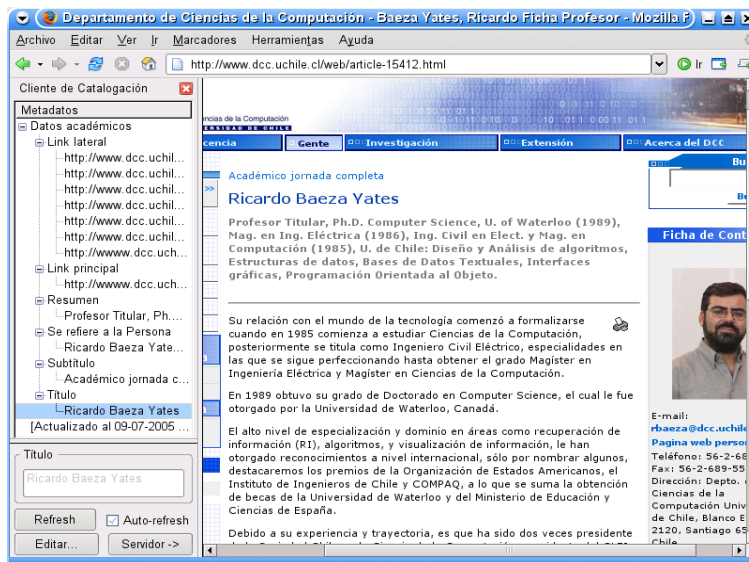 Departamento de Ciencias de la Computación - Baeza Yates, Ricardo Ficha Profesor - Mozilla F
Archivo Editar Ver Ir Marcadores Herramientas Ayuda
http://www.dcc.uchile.cl/web/article-15412.html
Ir
Cliente de Catalogación
Metadatos
Datos académicos
Link lateral
http://www.dcc.uchil...
http://www.dcc.uchil...
http://www.dcc.uchil...
http://www.dcc.uchil...
http://www.dcc.uchil...
http://www.dcc.uchil...
http://wwww.dcc.uch...
Link principal
http://www.dcc.uchil...
Resumen
Profesor Titular, Ph....
Se refiere a la Persona
Ricardo Baeza Yate...
Subtítulo
Académico jornada c...
Título
Ricardo Baeza Yates
[Actualizado al 09-07-2005 ...
Título
Ricardo Baeza Yates
Refresh
Auto-refresh
Editar...
Servidor ->
ncias de la Computación
ERSIDAD DE CHILE
cencia
Gente
Investigación
Extensión
Acerca del DCC
>>
Académico jornada completa
Ricardo Baeza Yates
Profesor Titular, Ph.D. Computer Science, U. of Waterloo (1989),
Mag. en Ing. Eléctrica (1986), Ing. Civil en Elect. y Mag. en
Computación (1985), U. de Chile: Diseño y Análisis de algoritmos,
Estructuras de datos, Bases de Datos Textuales, Interfaces
gráficas, Programación Orientada al Objeto.
Su relación con el mundo de la tecnología comenzó a formalizarse
cuando en 1985 comienza a estudiar Ciencias de la Computación,
posteriormente se titula como Ingeniero Civil Eléctrico, especialidades en
las que se sigue perfeccionando hasta obtener el grado Magíster en
Ingeniería Eléctrica y Magíster en Ciencias de la Computación.
En 1989 obtuvo su grado de Doctorado en Computer Science, el cual le fue
otorgado por la Universidad de Waterloo, Canadá.
El alto nivel de especialización y dominio en áreas como recuperación de
información (RI), algoritmos, y visualización de información, le han
otorgado reconocimientos a nivel internacional, sólo por nombrar algunos,
destacaremos los premios de la Organización de Estados Americanos, el
Instituto de Ingenieros de Chile y COMPAQ, a lo que se suma la obtención
de becas de la Universidad de Waterloo y del Ministerio de Educación y
Ciencias de España.
Debido a su experiencia y trayectoria, es que ha sido dos veces presidente
Bu
B
Ficha de Cont
E-mail:
rbaeza@dcc.uchile
Pagina web perso
Teléfono: 56-2-68
Fax: 56-2-689-55
Dirección: Depto.
Ciencias de la
Computación Univ
de Chile, Blanco E
2120, Santiago 65
Chile